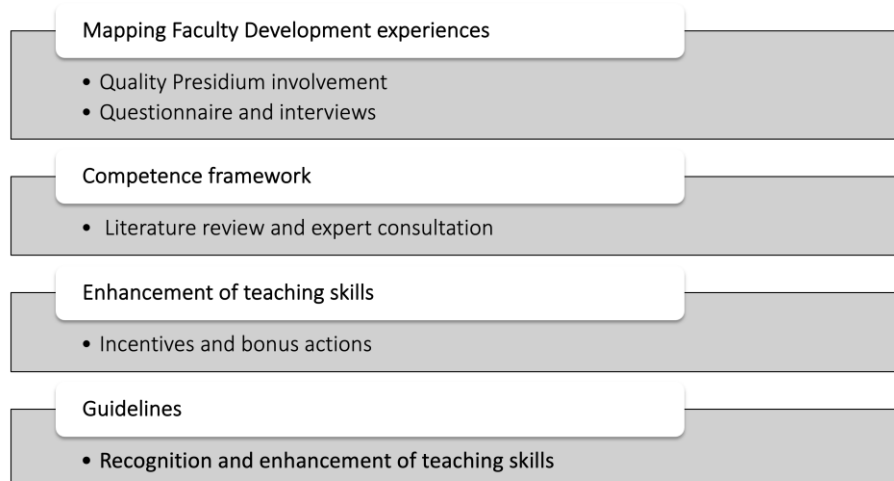 Mapping Faculty Development experiences
• Quality Presidium involvement
• Questionnaire and interviews
Competence framework
• Literature review and expert consultation
Enhancement of teaching skills
• Incentives and bonus actions
Guidelines
• Recognition and enhancement of teaching skills